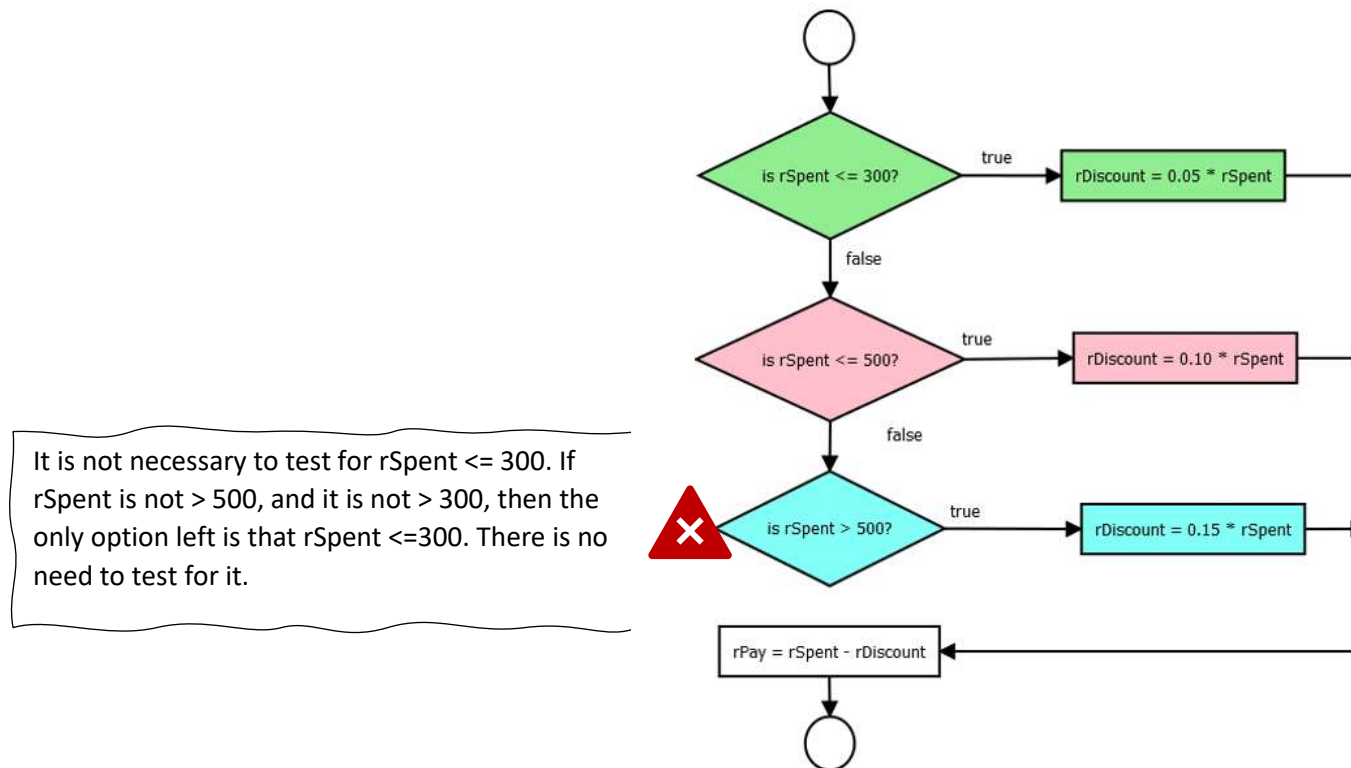 is rSpent <= 300?
true
rDiscount = 0.05 * rSpent
false
is rSpent <= 500?
true
rDiscount = 0.10 * rSpent
false
It is not necessary to test for rSpent <= 300. If
rSpent is not > 500, and it is not > 300, then the
only option left is that rSpent <=300. There is no
need to test for it.
is rSpent > 500?
true
rDiscount = 0.15 * rSpent
rPay = rSpent - rDiscount